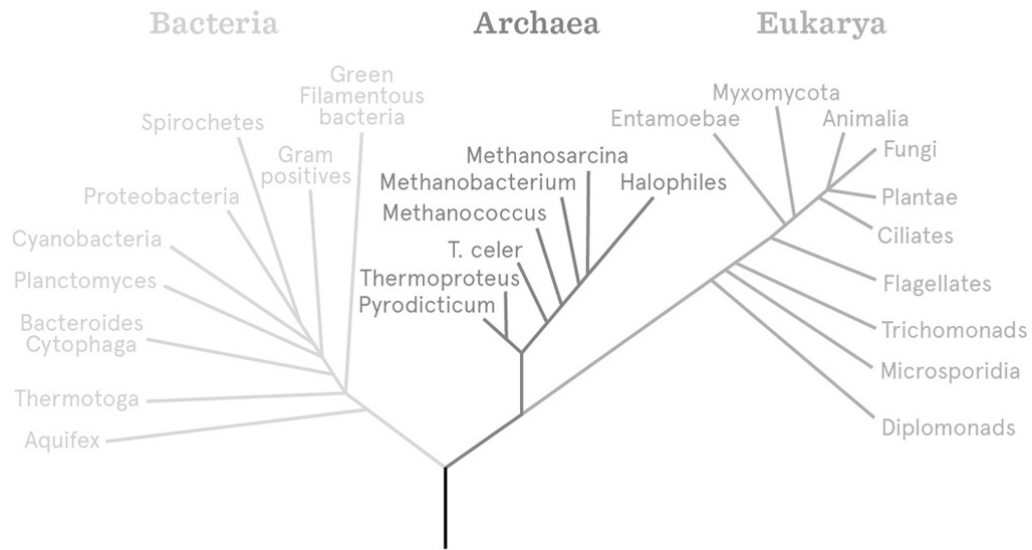 Bacteria
Archaea
Eukarya
Green
Filamentous
bacteria
Spirochetes
Gram
positives
Proteobacteria
Cyanobacteria
Planctomyces
Bacteroides
Cytophaga
Thermotoga
Aquifex
Methanosarcina
Methanobacterium
Halophiles
Methanococcus
T. celer
Thermoproteus
Pyrodicticum
Myxomycota
Entamoebae
Animalia
Fungi
Plantae
Ciliates
Flagellates
Trichomonads
Microsporidia
Diplomonads